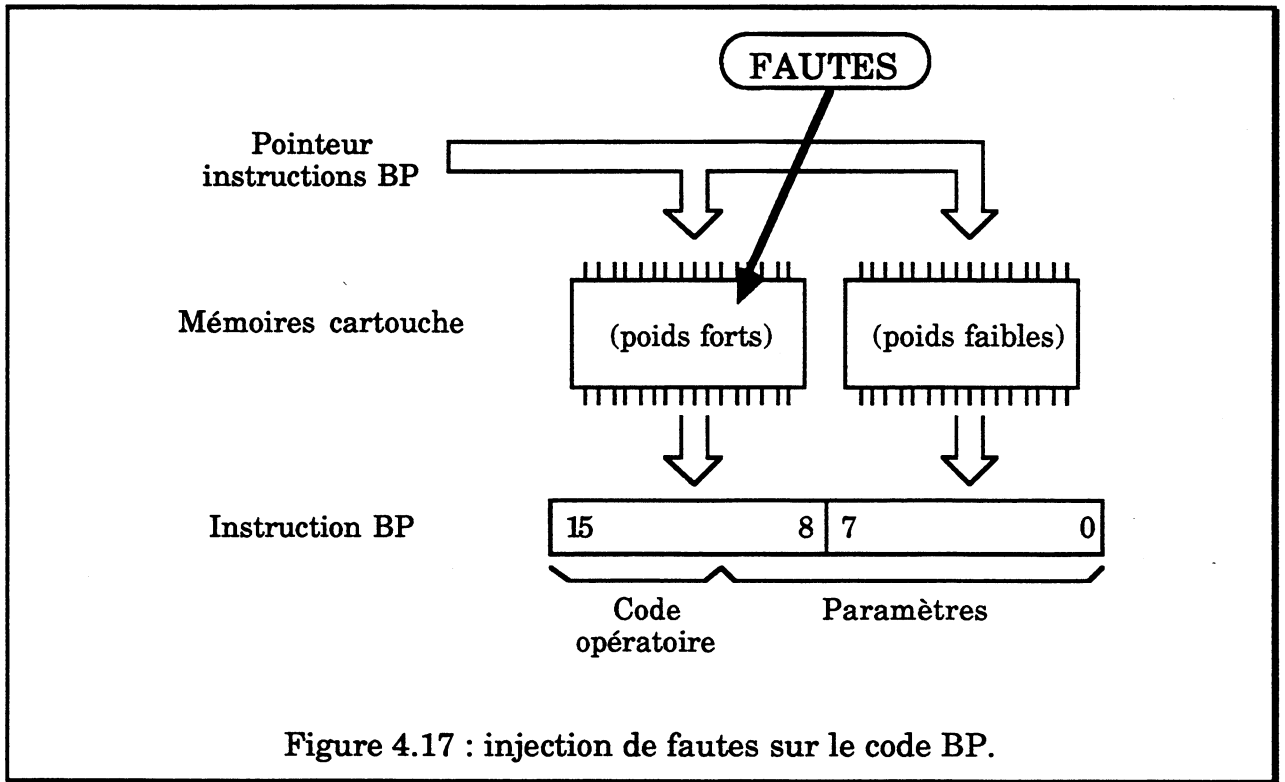 FAUTES
Pointeur
instructions BP
Mémoires cartouche
(poids forts)
(poids faibles)
Instruction BP
15 8 7 0
Code
opératoire
Paramètres
Figure 4.17 : injection de fautes sur le code BP.